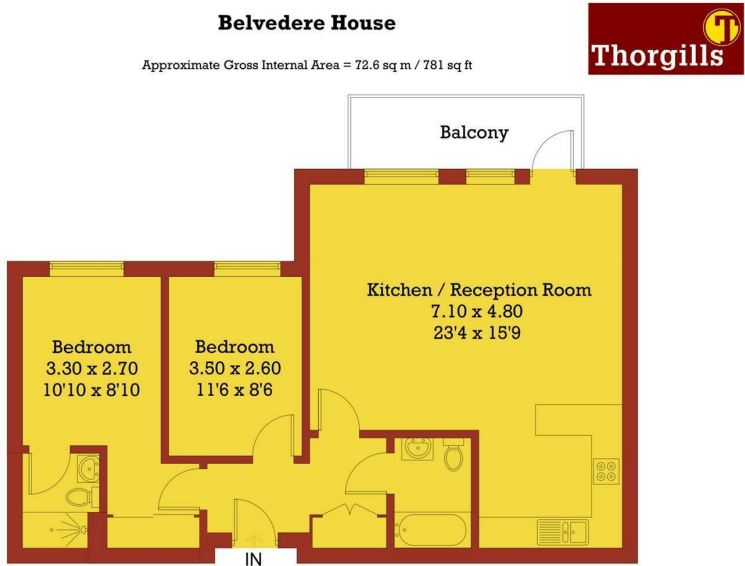 Belvedere House
Approximate Gross Internal Area = 72.6 sq m / 781 sq ft
T
Thorgills
Balcony
Kitchen / Reception Room
7.10 x 4.80
23'4 x 15'9
Bedroom
3.30 x 2.70
10'10 x 8'10
Bedroom
3.50 x 2.60
11'6 x 8'6
IN